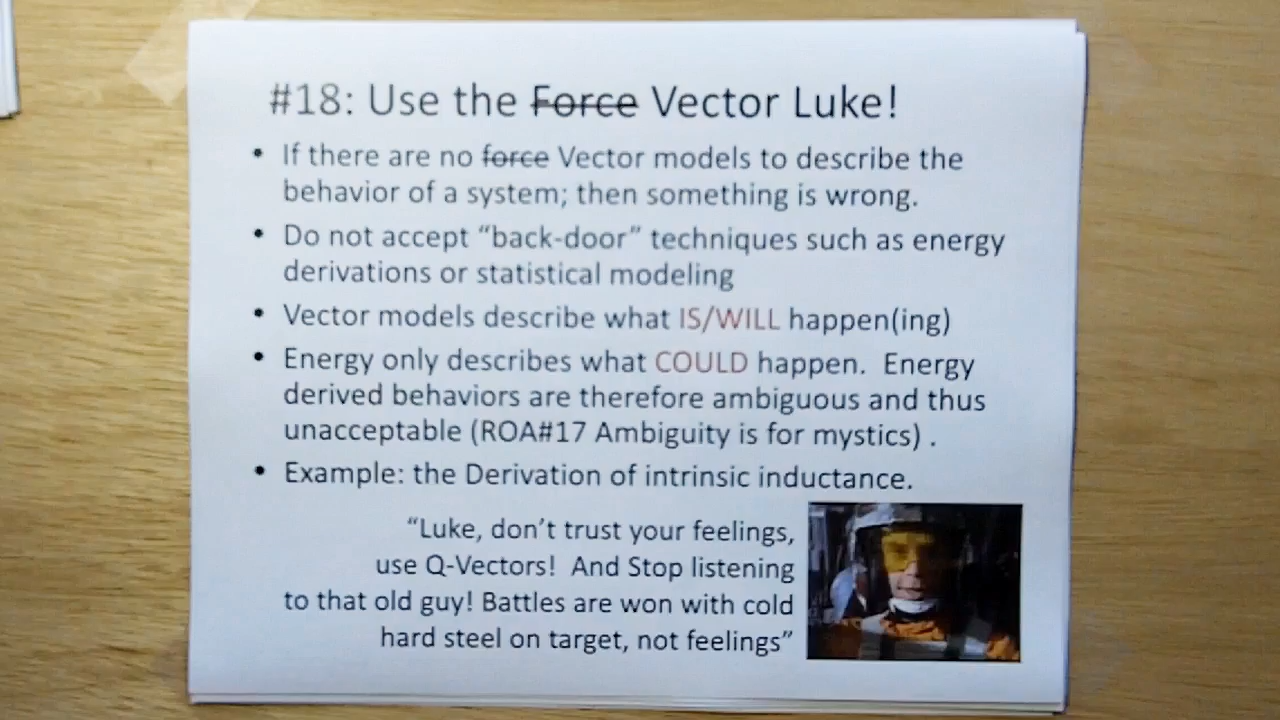 #18: Use the Force Vector Luke!
• If there are no force Vector models to describe the
behavior of a system; then something is wrong.
• Do not accept “back-door” techniques such as energy
derivations or statistical modeling
• Vector models describe what IS/WILL happen(ing)
• Energy only describes what COULD happen.  Energy
derived behaviors are therefore ambiguous and thus
unacceptable (ROA#17 Ambiguity is for mystics) .
• Example: the Derivation of intrinsic inductance.
“Luke, don’t trust your feelings,
use Q-Vectors!  And Stop listening
to that old guy! Battles are won with cold
hard steel on target, not feelings”